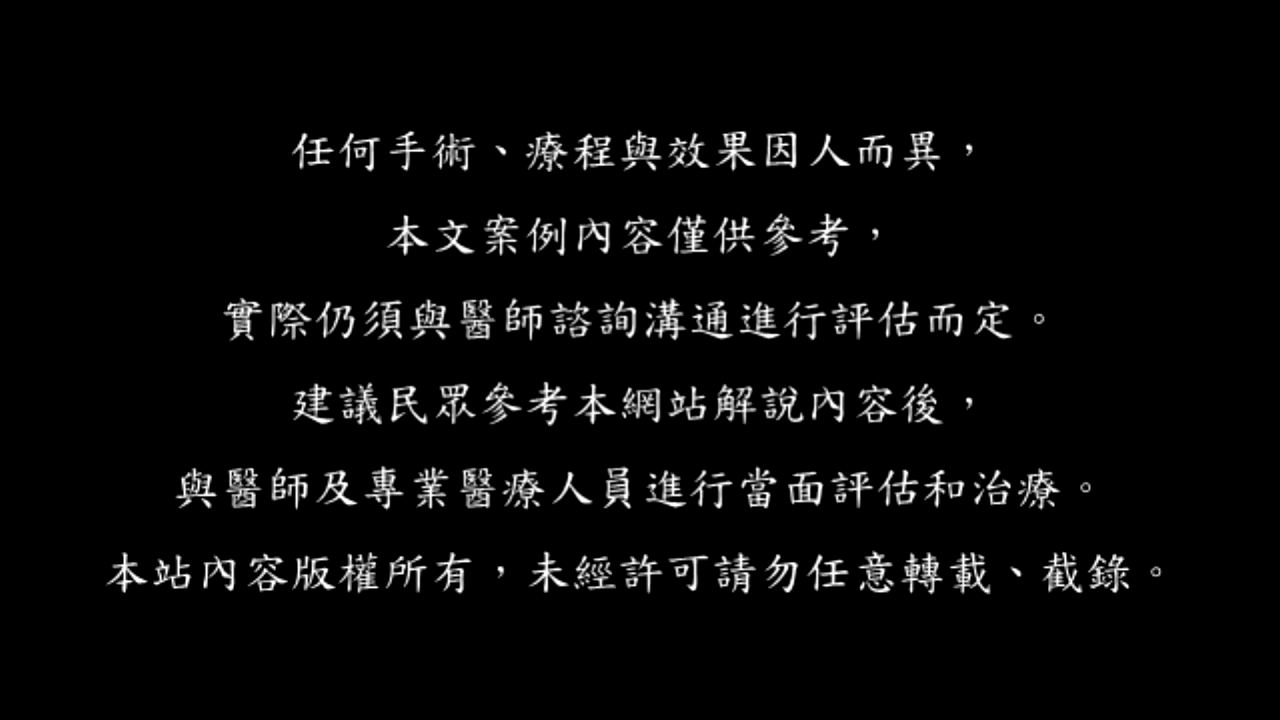 任何手術、療程與效果因人而異，
本文案例內容僅供參考，
實際仍須與醫師諮詢溝通進行評估而定。
建議民眾參考本網站解說內容後，
與醫師及專業醫療人員進行當面評估和治療。
本站內容版權所有，未經許可請勿任意轉載、截錄。